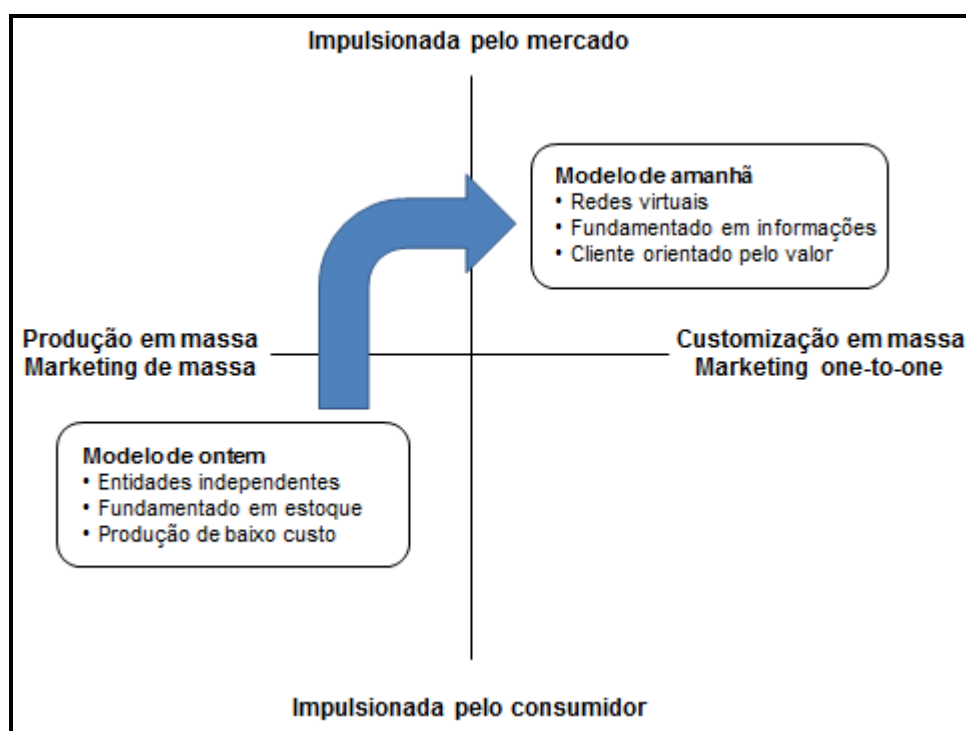 Impulsionada pelo mercado
Modelo de amanhã
• Redes virtuais
• Fundamentado em informações
• Cliente orientado pelo valor
Produção em massa
Marketing de massa
Customização em massa
Marketing one-to-one
Modelo de ontem
• Entidades independentes
• Fundamentado em estoque
• Produção de baixo custo
Impulsionada pelo consumidor